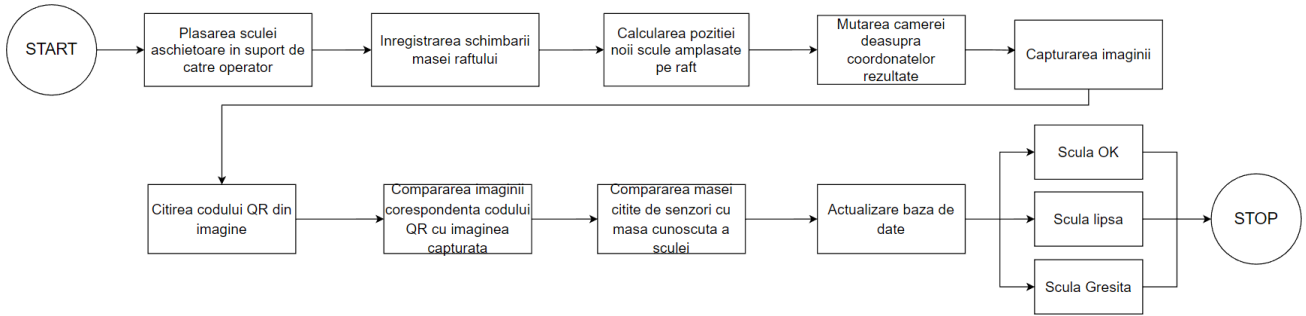 START
Plasarea sculei
aschietoare in suport de
catre operator
Inregistrarea schimbarii
masei raftului
Calcularea pozitiei
noii scule amplasate
pe raft
Mutarea camerei
deasupra
coordonatelor
rezultate
Capturarea imaginii
Citirea codului QR din
imagine
Compararea imaginii
corespondenta codului
QR cu imaginea
capturata
Compararea masei
citite de senzori cu
masa cunoscuta a
sculei
Actualizare baza de
date
Scula OK
Scula lipsa
Scula Gresita
STOP